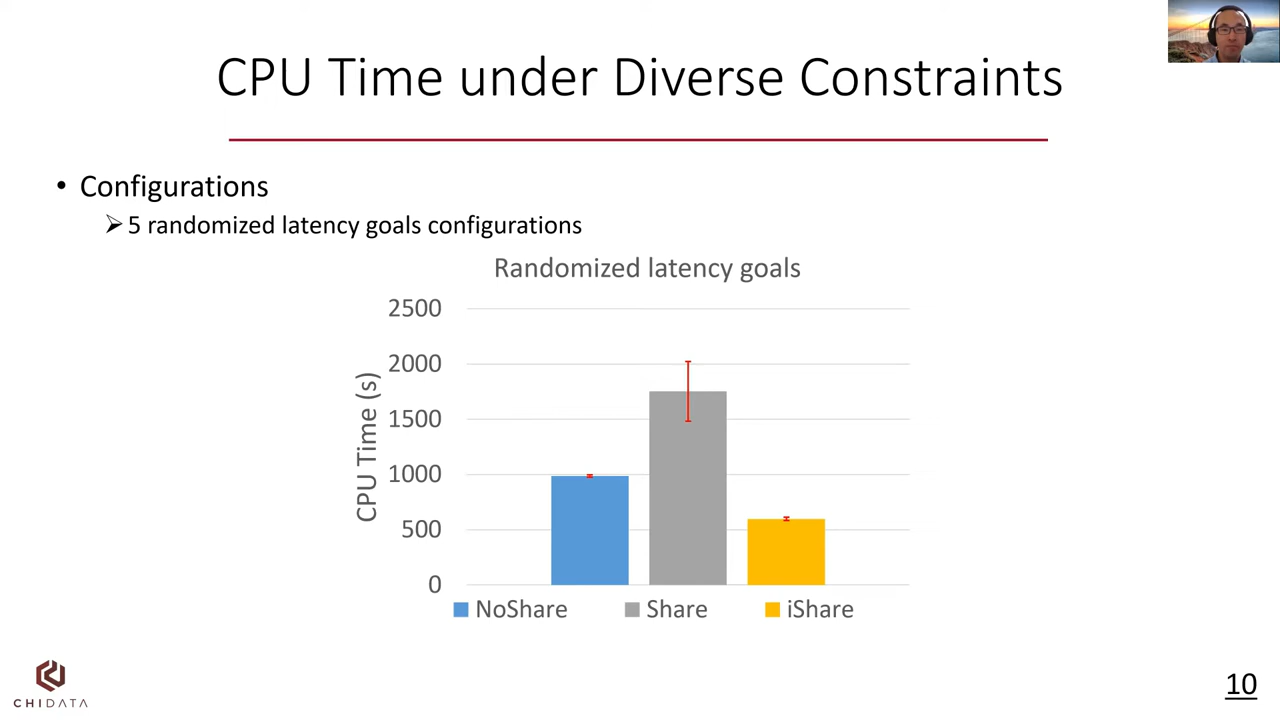 CPU Time under Diverse Constraints
• Configurations
➢ 5 randomized latency goals configurations
Randomized latency goals
2500
2000
1500
1000
500
0
CPU Time (s)
NoShare Share iShare
CHIDATA
10